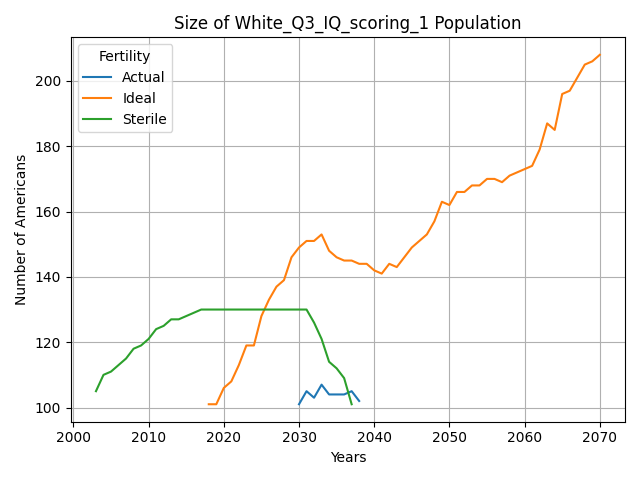 Size of White_Q3_IQ_scoring_1 Population
Fertility
Actual
Ideal
Sterile
Number of Americans
200
180
160
140
120
100
2000 2010 2020 2030 2040 2050 2060 2070
Years